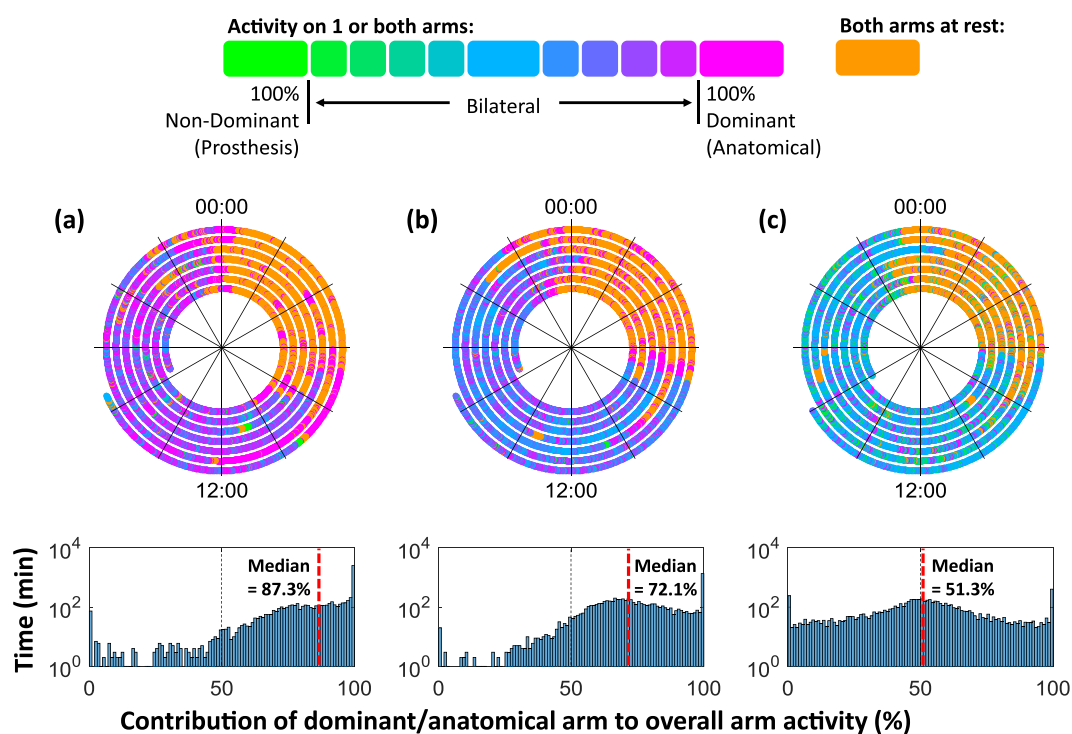 Activity on 1 or both arms:
Both arms at rest:
100%
Non-Dominant
(Prosthesis)
Bilateral
100%
Dominant
(Anatomical)
(a)
00:00
12:00
(b)
00:00
12:00
(c)
00:00
12:00
Time (min)
10^4
10^2
10^0
Median
= 87.3%
0
50
100
10^4
10^2
10^0
Median
= 72.1%
0
50
100
10^4
10^2
10^0
Median
= 51.3%
0
50
100
Contribution of dominant/anatomical arm to overall arm activity (%)